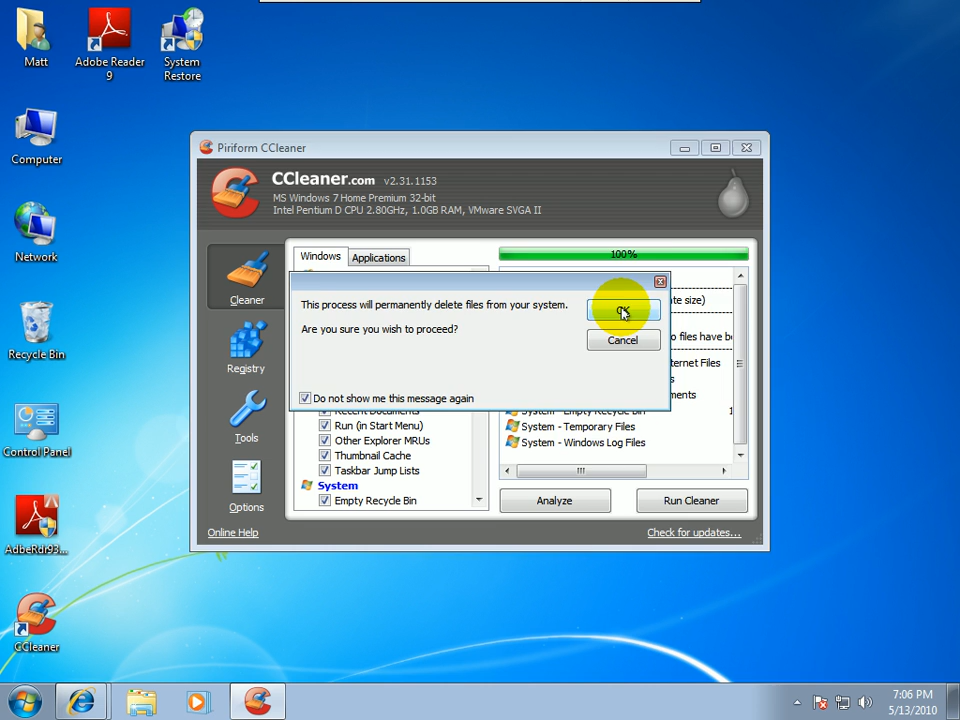 Matt
Adobe Reader
9
System
Restore
Computer
Network
Recycle Bin
Control Panel
AdbeRdr93...
CCleaner
Piriform CCleaner
CCleaner.com v2.31.1153
MS Windows 7 Home Premium 32-bit
Intel Pentium D CPU 2.80GHz, 1.0GB RAM, VMware SVGA II
Cleaner
Registry
Tools
Options
Windows
Applications
100%
This process will permanently delete files from your system.
Are you sure you wish to proceed?
OK
Cancel
Do not show me this message again
ate size)
o files have be
ternet Files
s
ments
Recent Documents
Run (in Start Menu)
Other Explorer MRUs
Thumbnail Cache
Taskbar Jump Lists
System
Empty Recycle Bin
System - Empty Recycle Bin
System - Temporary Files
System - Windows Log Files
Analyze
Run Cleaner
Online Help
Check for updates...
7:06 PM
5/13/2010